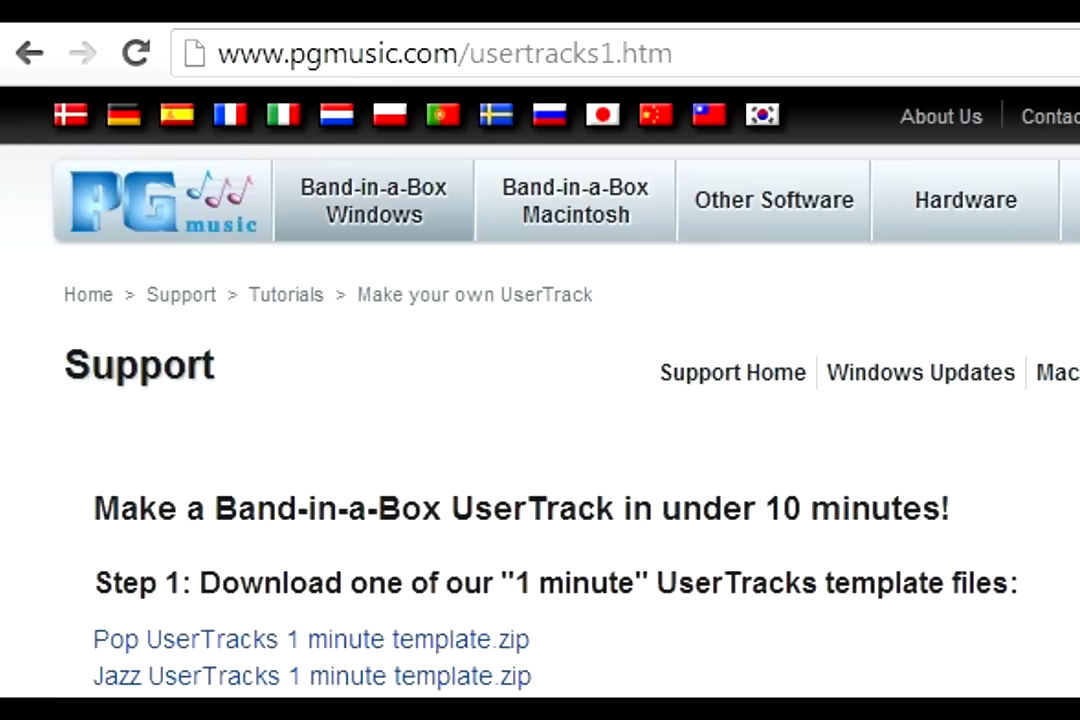 www.pgmusic.com/usertracks1.htm
About Us
PG music
Band-in-a-Box
Windows
Band-in-a-Box
Macintosh
Other Software
Hardware
Home > Support > Tutorials > Make your own UserTrack
Support
Support Home
Windows Updates
Mac
Make a Band-in-a-Box UserTrack in under 10 minutes!
Step 1: Download one of our "1 minute" UserTracks template files:
Pop UserTracks 1 minute template.zip
Jazz UserTracks 1 minute template.zip